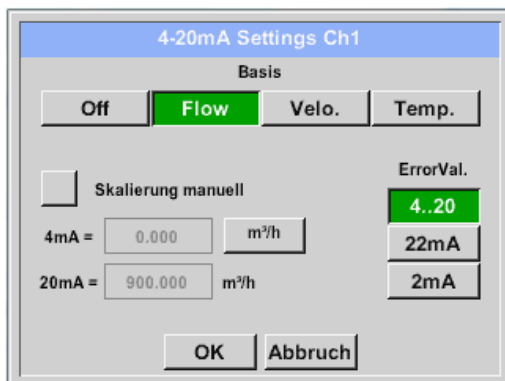 4-20mA Settings Ch1
Basis
Off Flow Velo. Temp.
ErrorVal.
Skalierung manuell
4..20
4mA = 0.000 m³/h
22mA
20mA = 900.000 m³/h
2mA
OK Abbruch